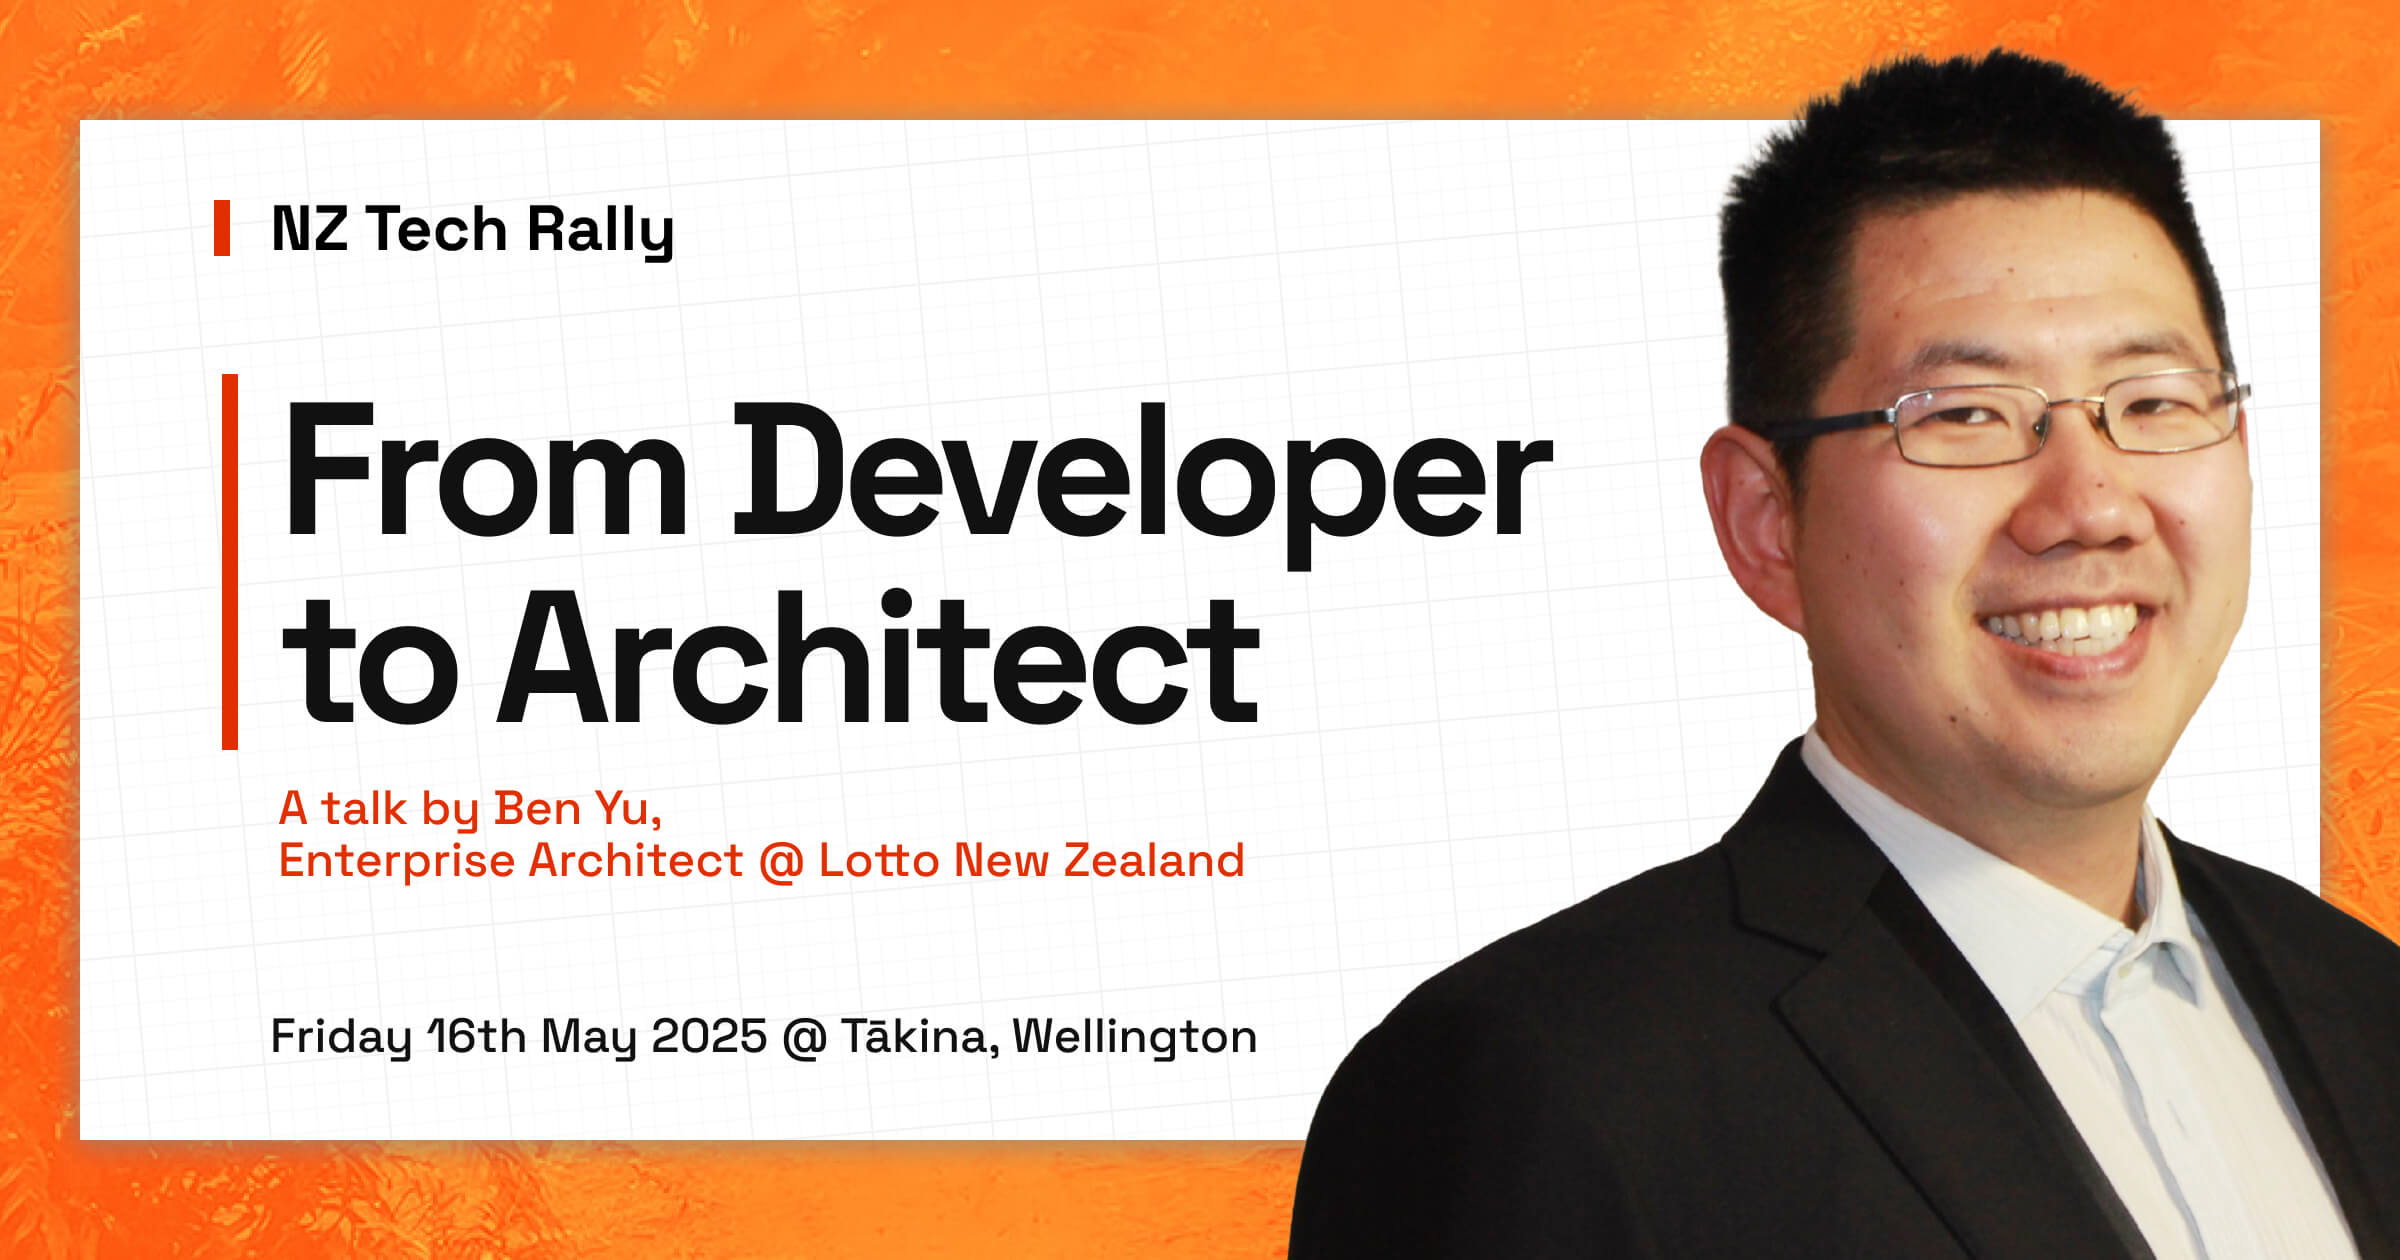 NZ Tech Rally
From Developer
to Architect
A talk by Ben Yu,
Enterprise Architect @ Lotto New Zealand
Friday 16th May 2025 @ Tākina, Wellington